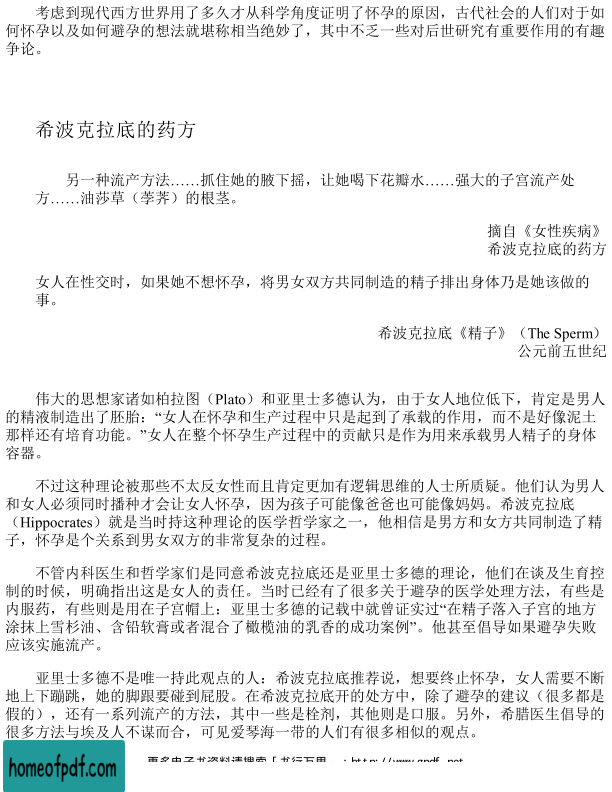 考虑到现代西方世界用了多久才从科学角度证明了怀孕的原因，古代社会的人们对于如
何怀孕以及如何避孕的想法就堪称相当绝妙了，其中不乏一些对后世研究有重要作用的有趣
争论。
希波克拉底的药方
另一种流产方法……抓住她的腋下摇，让她喝下花瓣水……强大的子宫流产处
方……油莎草（荸荠）的根茎。
摘自《女性疾病》
希波克拉底的药方
女人在性交时，如果她不想怀孕，将男女双方共同制造的精子排出身体乃是她该做的
事。
希波克拉底《精子》（The Sperm）
公元前五世纪
伟大的思想家诸如柏拉图（Plato）和亚里士多德认为，由于女人地位低下，肯定是男人
的精液制造出了胚胎：“女人在怀孕和生产过程中只是起到了承载的作用，而不是好像泥土
那样还有培育功能。”女人在整个怀孕生产过程中的贡献只是作为用来承载男人精子的身体
容器。
不过这种理论被那些不太反女性而且肯定更加有逻辑思维的人士所质疑。他们认为男人
和女人必须同时播种才会让女人怀孕，因为孩子可能像爸爸也可能像妈妈。希波克拉底
（Hippocrates）就是当时持这种理论的医学哲学家之一，他相信是男方和女方共同制造了精
子，怀孕是个关系到男女双方的非常复杂的过程。
不管内科医生和哲学家们是同意希波克拉底还是亚里士多德的理论，他们在谈及生育控
制的时候，明确指出这是女人的责任。当时已经有了很多关于避孕的医学处理方法，有些是
内服药，有些则是用在子宫帽上：亚里士多德的记载中就曾证实过“在精子落入子宫的地方
涂抹上雪杉油、含铅软膏或者混合了橄榄油的乳香的成功案例”。他甚至倡导如果避孕失败
应该实施流产。
亚里士多德不是唯一持此观点的人：希波克拉底推荐说，想要终止怀孕，女人需要不断
地上下蹦跳，她的脚跟要碰到屁股。在希波克拉底开的处方中，除了避孕的建议（很多都是
假的），还有一系列流产的方法，其中一些是栓剂，其他则是口服。另外，希腊医生倡导的
很多方法与埃及人不谋而合，可见爱琴海一带的人们有很多相似的观点。
homeofpdf.com